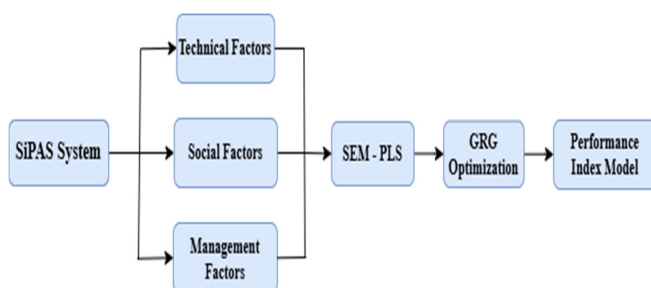 SiPAS System
Technical Factors
Social Factors
Management
Factors
SEM - PLS
GRG
Optimization
Performance
Index Model